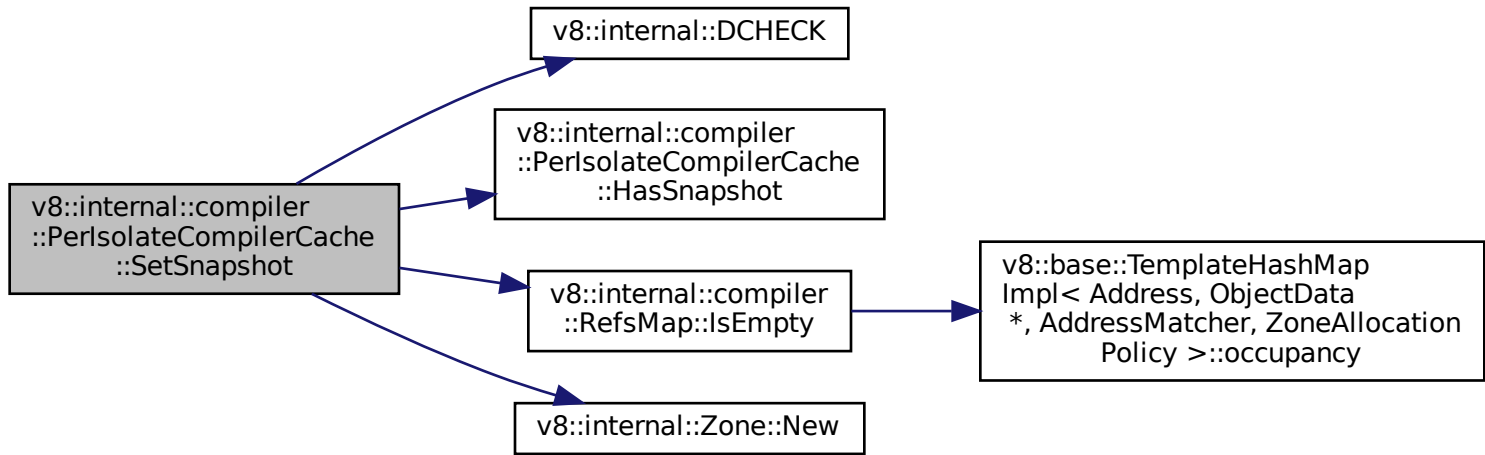 v8::internal::compiler
::PerIsolateCompilerCache
::SetSnapshot
v8::internal::DCHECK
v8::internal::compiler
::PerIsolateCompilerCache
::HasSnapshot
v8::internal::compiler
::RefsMap::IsEmpty
v8::internal::Zone::New
v8::base::TemplateHashMap
Impl< Address, ObjectData
*, AddressMatcher, ZoneAllocation
Policy >::occupancy